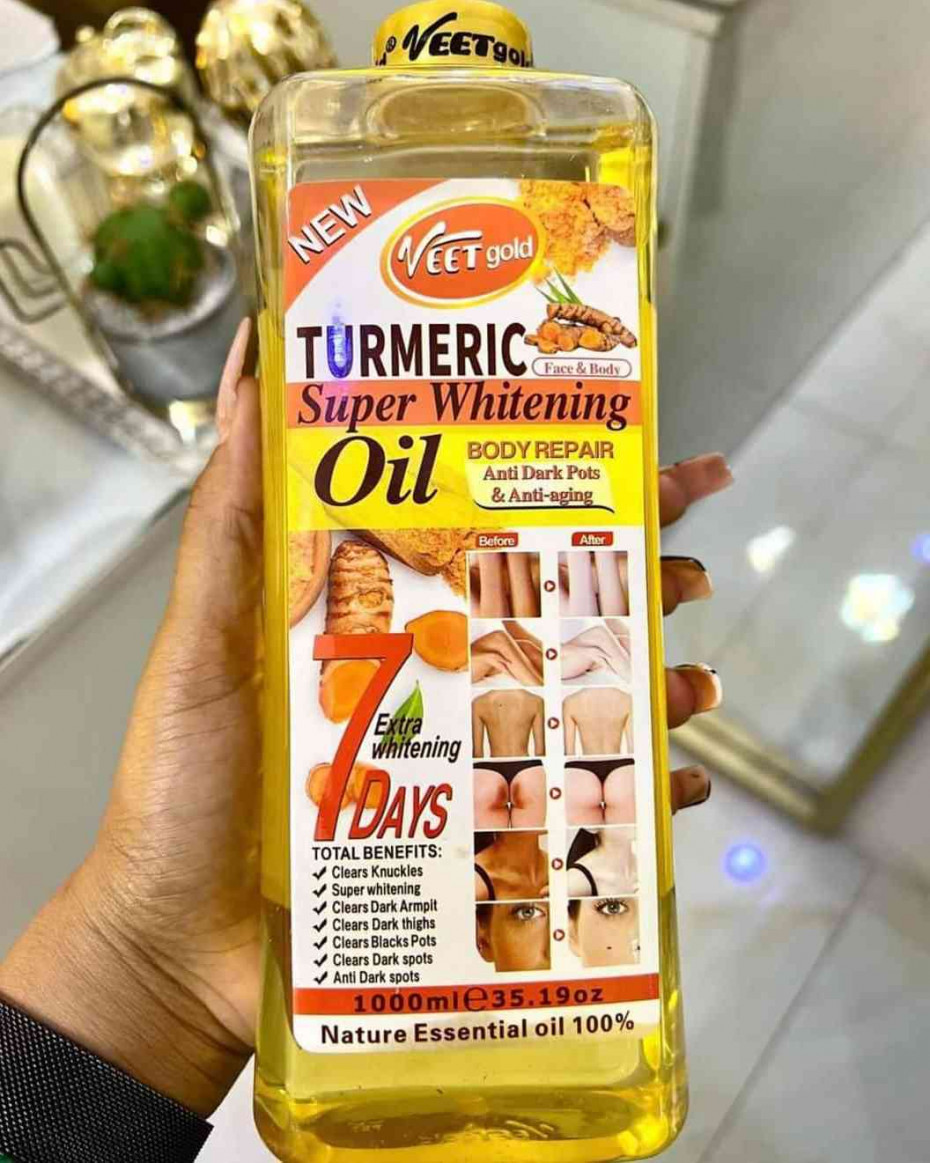 VEET gol
NEW
VEET gold
TURMERIC
Face & Body
Super Whitening
Oil
BODY REPAIR
Anti Dark Pots
& Anti-aging
Before
After
7
Extra
whitening
DAYS
TOTAL BENEFITS:
Clears Knuckles
Super whitening
Clears Dark Armpit
Clears Dark thighs
Clears Blacks Pots
Clears Dark spots
Anti Dark spots
1000ml℮35.19oz
Nature Essential oil 100%